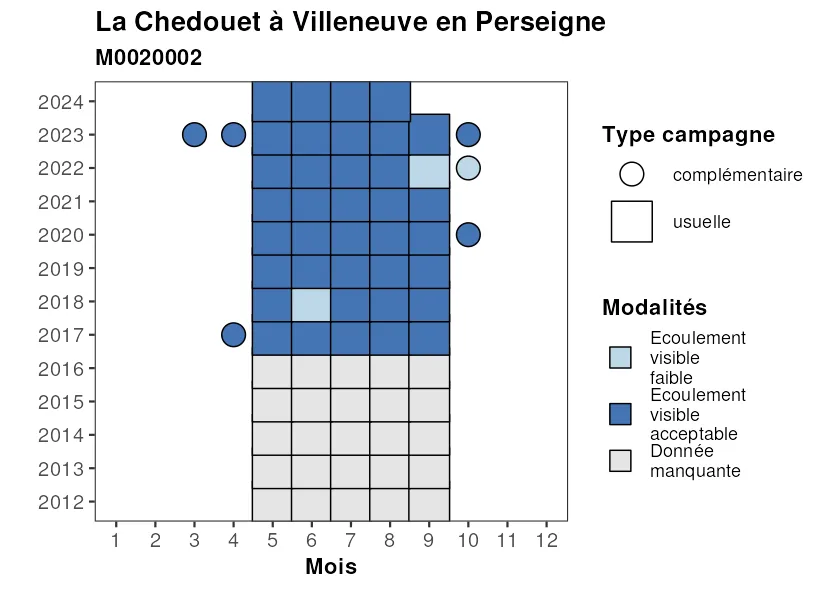 La Chedouet à Villeneuve en Perseigne
M0020002
2024
2023
2022
2021
2020
2019
2018
2017
2016
2015
2014
2013
2012
1 2 3 4 5 6 7 8 9 10 11 12
Mois
Type campagne
complémentaire
usuelle
Modalités
Ecoulement
visible
faible
Ecoulement
visible
acceptable
Donnée
manquante